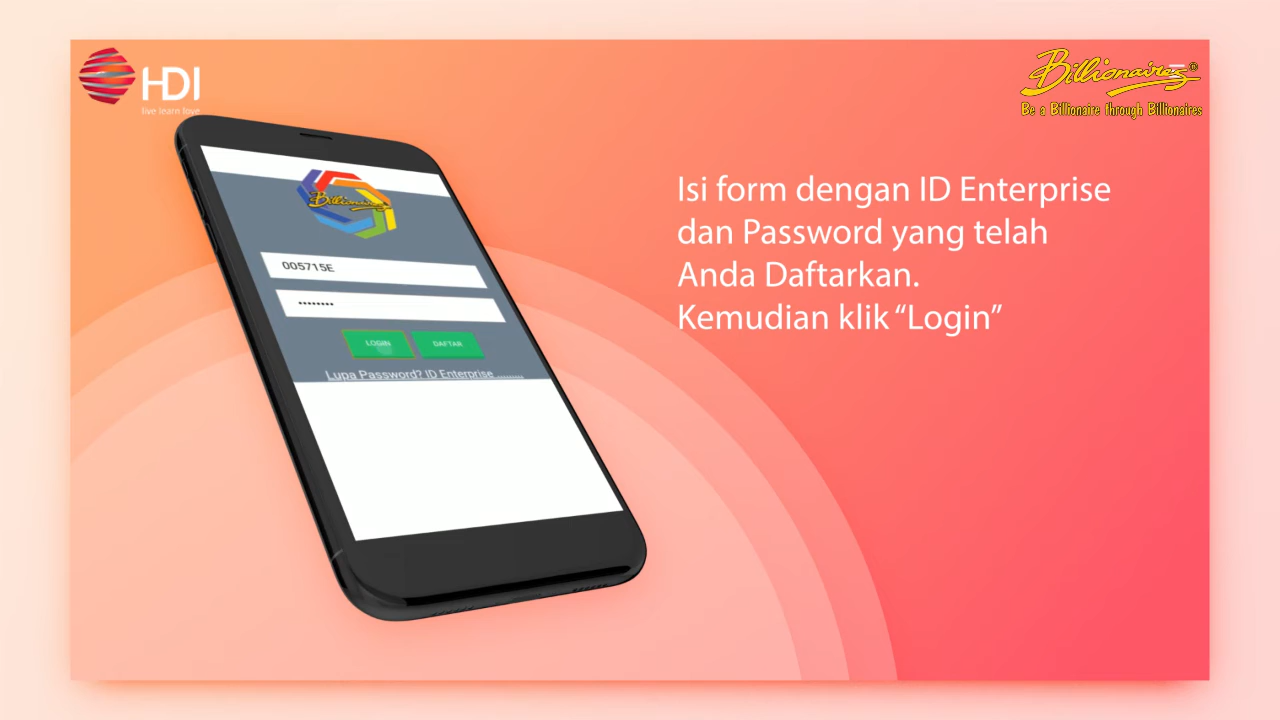 HDI
live learn love
Billionaires®
Be a Billionaire through Billionaires
Isi form dengan ID Enterprise
dan Password yang telah
Anda Daftarkan.
Kemudian klik “Login”
Billionaires
005715E
••••••••
LOGIN
DAFTAR
Lupa Password? ID Enterprise